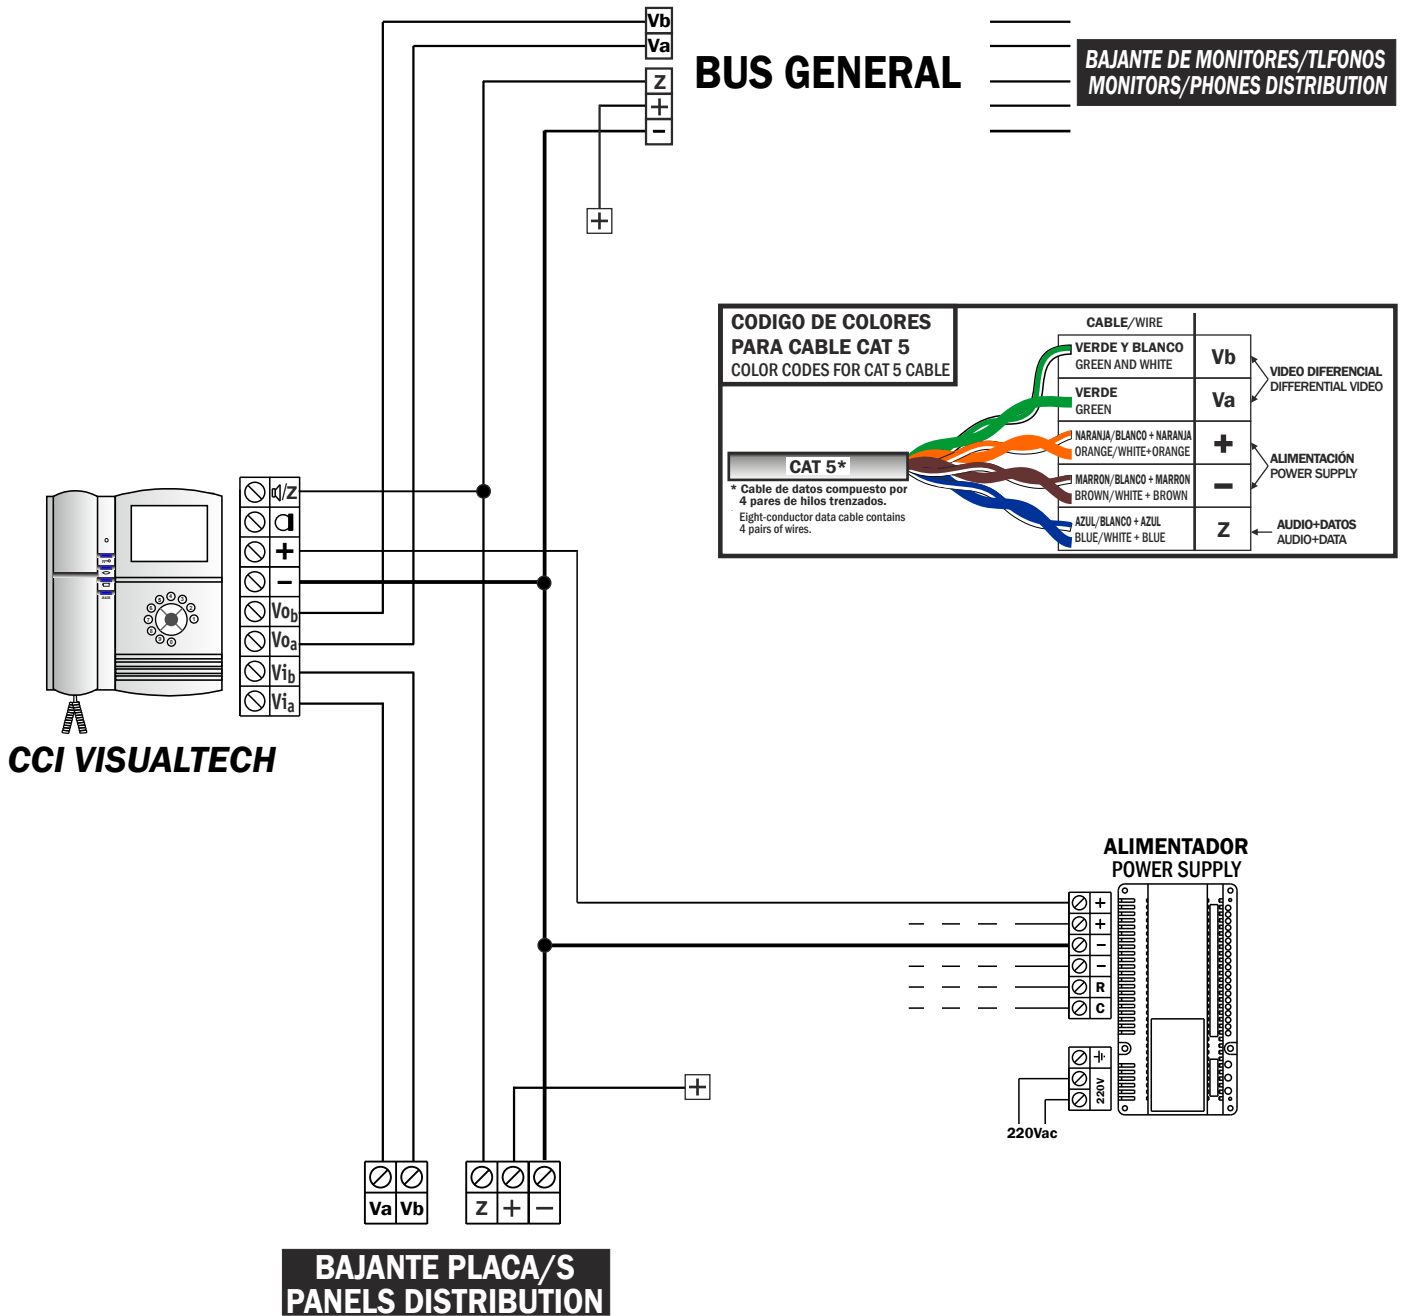 Vb
Va
BUS GENERAL
Z
+
-
BAJANTE DE MONITORES/TLFONOS
MONITORS/PHONES DISTRIBUTION
+
CODIGO DE COLORES
PARA CABLE CAT 5
COLOR CODES FOR CAT 5 CABLE
CABLE/WIRE
VERDE Y BLANCO
GREEN AND WHITE
Vb
VERDE
GREEN
Va
VIDEO DIFERENCIAL
DIFFERENTIAL VIDEO
NARANJA/BLANCO + NARANJA
ORANGE/WHITE+ORANGE
+
MARRON/BLANCO + MARRON
BROWN/WHITE + BROWN
-
ALIMENTACIÓN
POWER SUPPLY
AZUL/BLANCO + AZUL
BLUE/WHITE + BLUE
Z
AUDIO+DATOS
AUDIO+DATA
CAT 5*
* Cable de datos compuesto por
4 pares de hilos trenzados.
Eight-conductor data cable contains
4 pairs of wires.
/Z
+
-
Vob
Voa
Vib
Via
CCI VISUALTECH
ALIMENTADOR
POWER SUPPLY
+
+
-
-
R
C
220V
220Vac
+
Va Vb
Z + -
BAJANTE PLACA/S
PANELS DISTRIBUTION